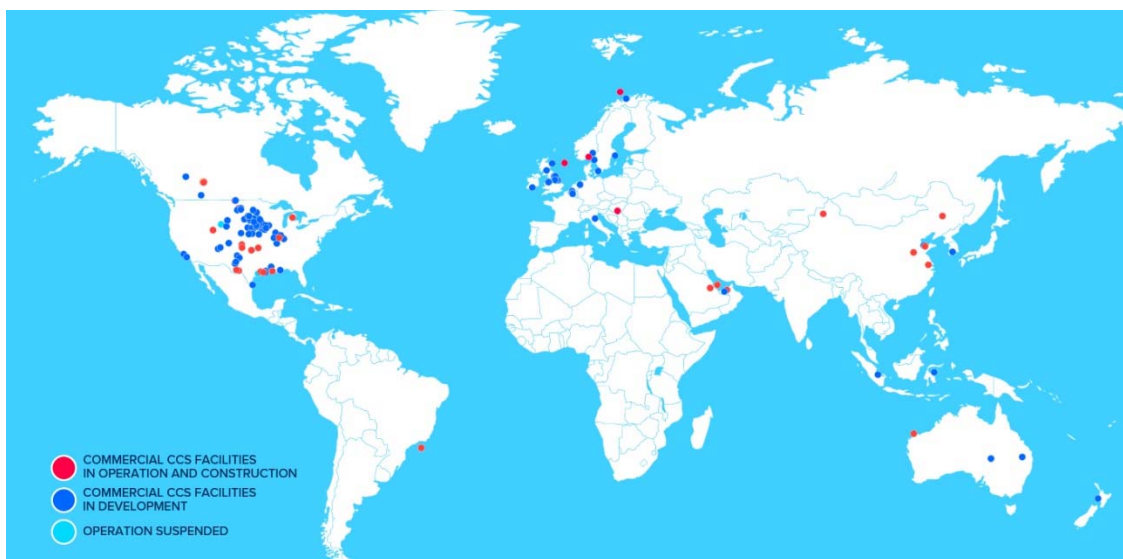 COMMERCIAL CCS FACILITIES
IN OPERATION AND CONSTRUCTION
COMMERCIAL CCS FACILITIES
IN DEVELOPMENT
OPERATION SUSPENDED